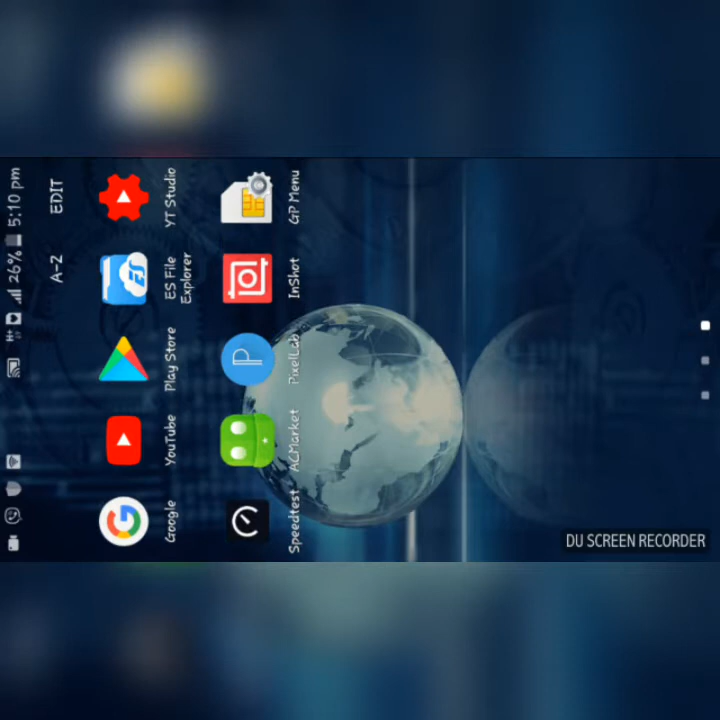 H+ 26% 5:10 pm
A-Z EDIT
Google YouTube Play Store ES File Explorer YT Studio
Speedtest ACMarket PixelLab InShot GP Menu
DU SCREEN RECORDER